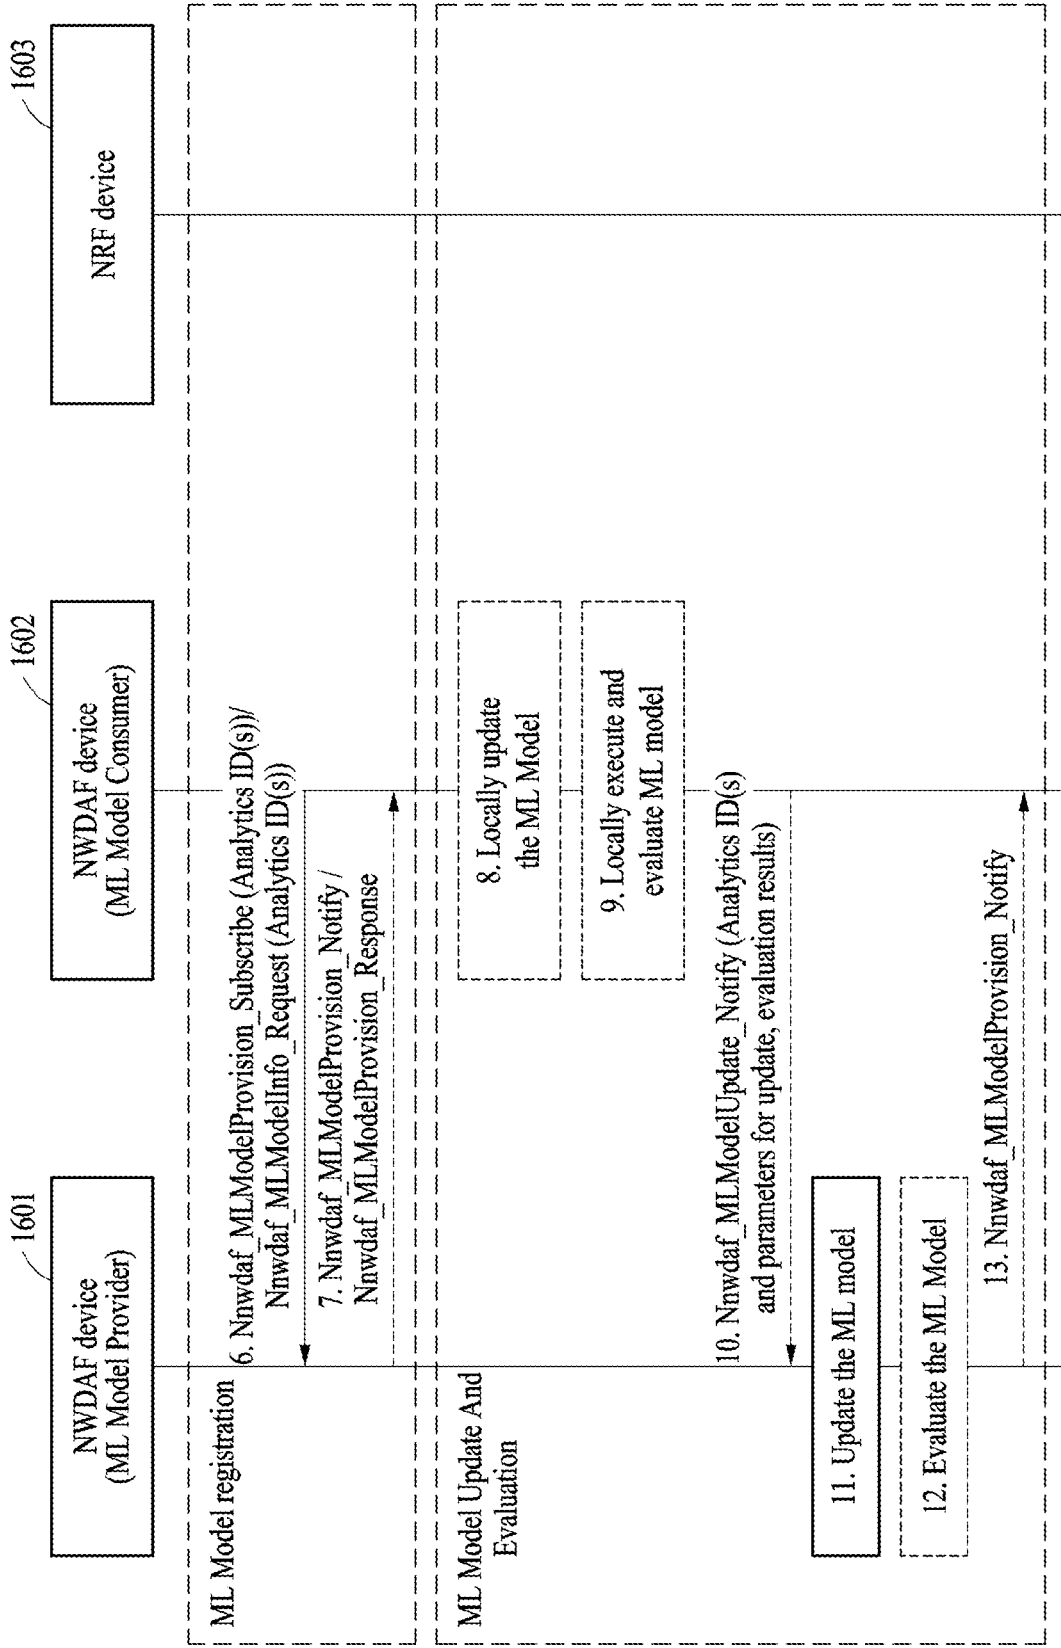 1601
NWDAF device
(ML Model Provider)
1602
NWDAF device
(ML Model Consumer)
1603
NRF device
ML Model registration
6. Nnwdaf_MLModelProvision_Subscribe (Analytics ID(s))/
Nnwdaf_MLModelInfo_Request (Analytics ID(s))
7. Nnwdaf_MLModelProvision_Notify /
Nnwdaf_MLModelProvision_Response
ML Model Update And
Evaluation
8. Locally update
the ML Model
9. Locally execute and
evaluate ML model
10. Nnwdaf_MLModelUpdate_Notify (Analytics ID(s)
and parameters for update, evaluation results)
11. Update the ML model
12. Evaluate the ML Model
13. Nnwdaf_MLModelProvision_Notify